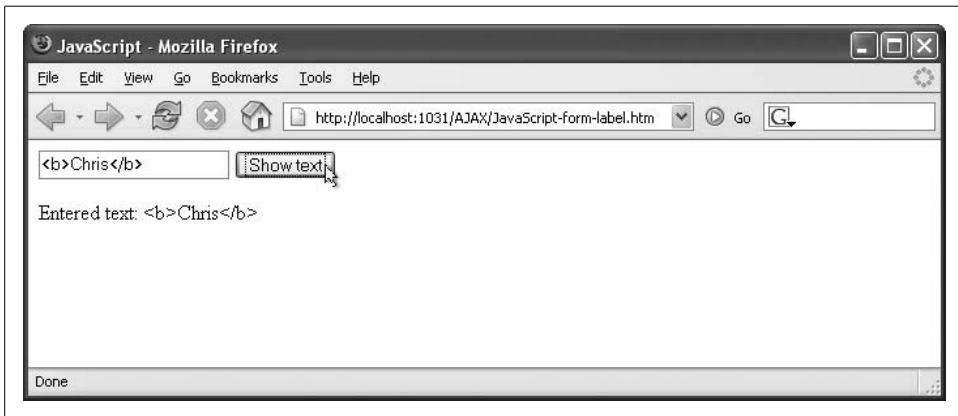 JavaScript - Mozilla Firefox
File Edit View Go Bookmarks Tools Help
http://localhost:1031/AJAX/JavaScript-form-label.htm Go G
<b>Chris</b> Show text
Entered text: <b>Chris</b>
Done